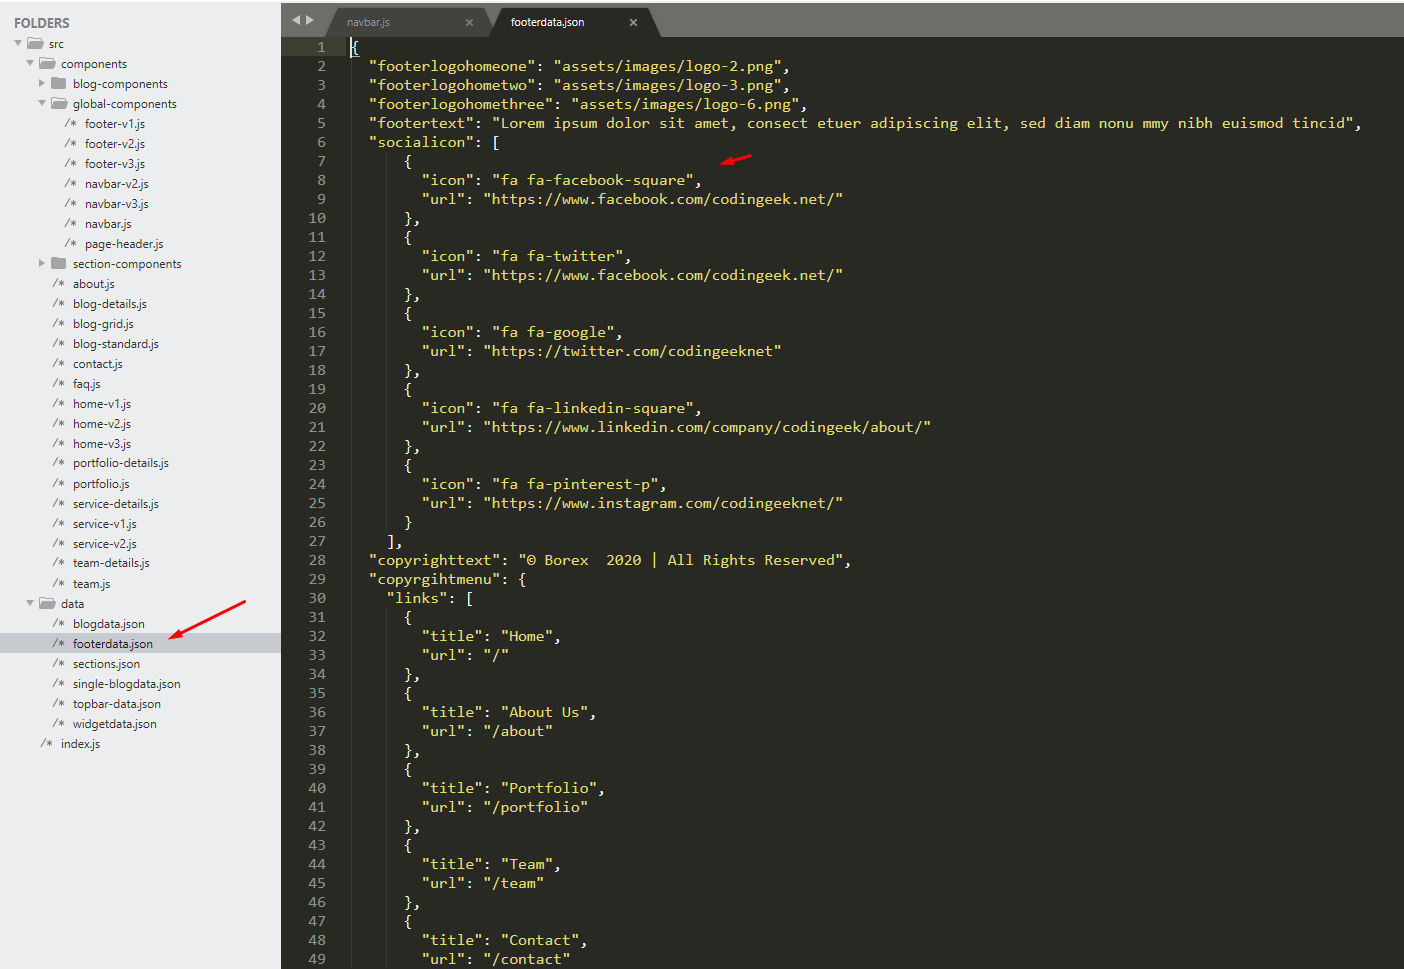 FOLDERS
src
components
blog-components
global-components
/* footer-v1.js
/* footer-v2.js
/* footer-v3.js
/* navbar-v2.js
/* navbar-v3.js
/* navbar.js
/* page-header.js
section-components
/* about.js
/* blog-details.js
/* blog-grid.js
/* blog-standard.js
/* contact.js
/* faq.js
/* home-v1.js
/* home-v2.js
/* home-v3.js
/* portfolio-details.js
/* portfolio.js
/* service-details.js
/* service-v1.js
/* service-v2.js
/* team-details.js
/* team.js
data
/* blogdata.json
/* footerdata.json
/* sections.json
/* single-blogdata.json
/* topbar-data.json
/* widgetdata.json
/* index.js
navbar.js × footerdata.json ×
1 {
2 "footerlogohomeone": "assets/images/logo-2.png",
3 "footerlogohometwo": "assets/images/logo-3.png",
4 "footerlogohomethree": "assets/images/logo-6.png",
5 "footertext": "Lorem ipsum dolor sit amet, consect etuer adipiscing elit, sed diam nonu mmy nibh euismod tincid",
6 "socialicon": [
7 {
8 "icon": "fa fa-facebook-square",
9 "url": "https://www.facebook.com/codingeek.net/"
10 },
11 {
12 "icon": "fa fa-twitter",
13 "url": "https://www.facebook.com/codingeek.net/"
14 },
15 {
16 "icon": "fa fa-google",
17 "url": "https://twitter.com/codingeeknet"
18 },
19 {
20 "icon": "fa fa-linkedin-square",
21 "url": "https://www.linkedin.com/company/codingeek/about/"
22 },
23 {
24 "icon": "fa fa-pinterest-p",
25 "url": "https://www.instagram.com/codingeeknet/"
26 }
27 ],
28 "copyrighttext": "© Borex  2020 | All Rights Reserved",
29 "copyrgihtmenu": {
30 "links": [
31 {
32 "title": "Home",
33 "url": "/"
34 },
35 {
36 "title": "About Us",
37 "url": "/about"
38 },
39 {
40 "title": "Portfolio",
41 "url": "/portfolio"
42 },
43 {
44 "title": "Team",
45 "url": "/team"
46 },
47 {
48 "title": "Contact",
49 "url": "/contact"